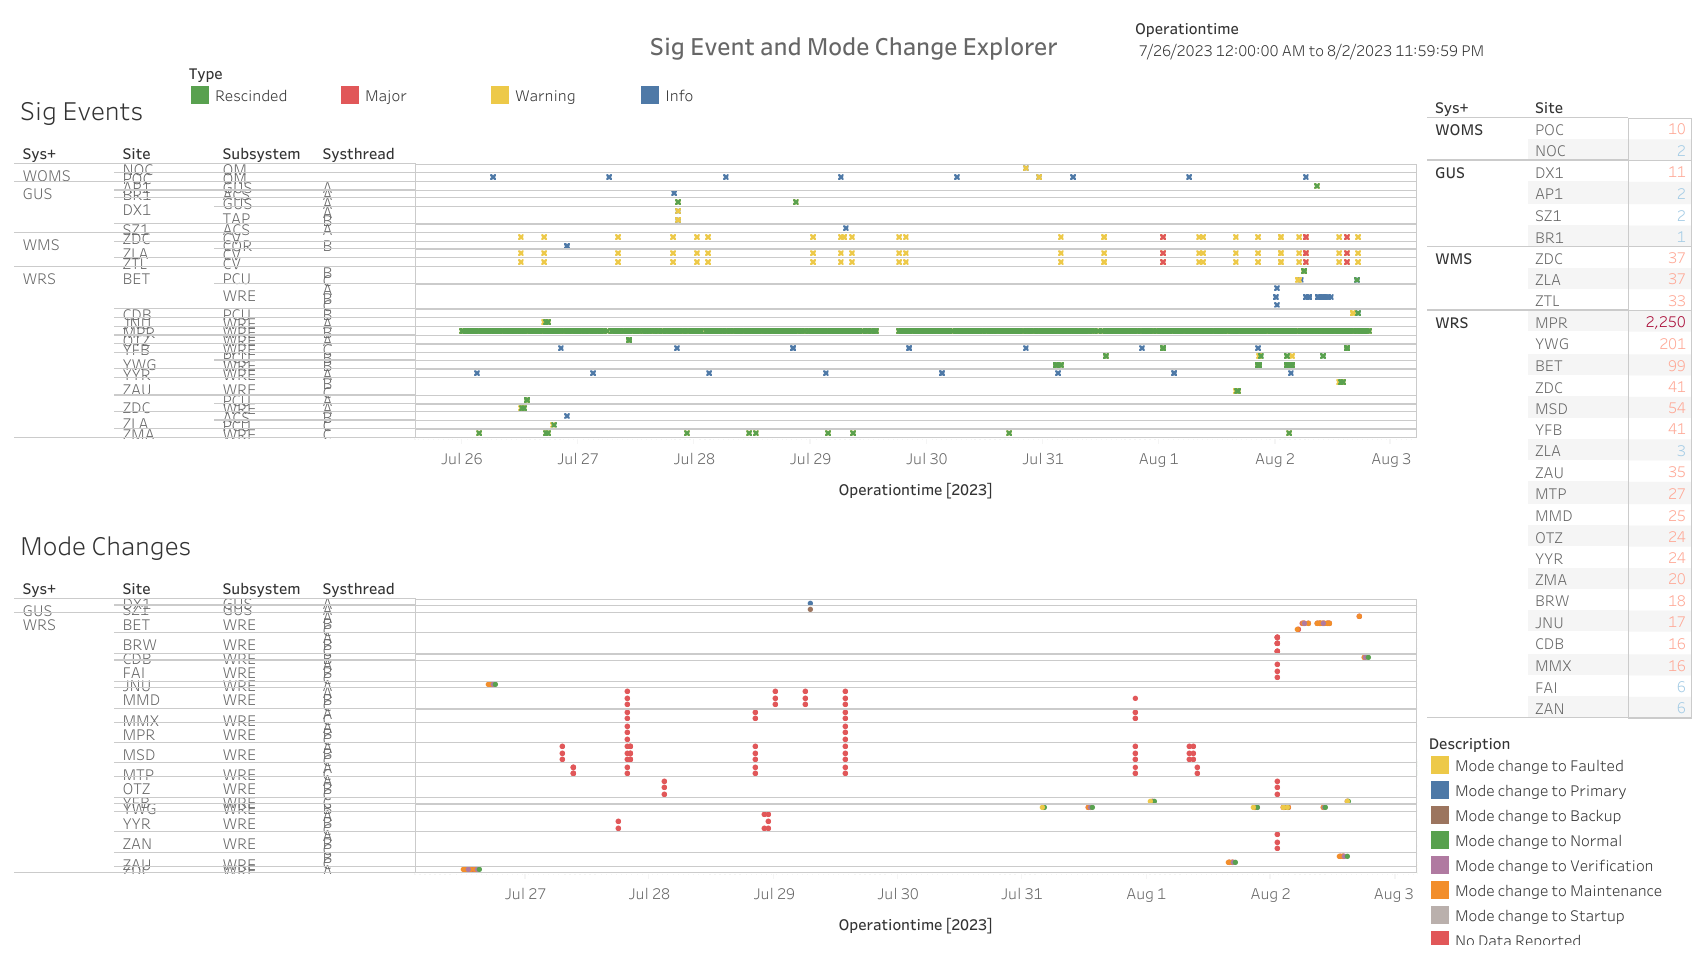 Sig Event and Mode Change Explorer
Operationtime
7/26/2023 12:00:00 AM to 8/2/2023 11:59:59 PM
Type
Rescinded
Major
Warning
Info
Sig Events
Sys+ Site Subsystem Systhread
WOMS NOC OM
POC OM
GUS AP1 GUS A
BR1 ACS A
DX1 GUS A
A
TAP B
SZ1 ACS A
WMS ZDC CV
COR B
ZLA CV
ZTL CV
WRS BET PCU B
C
WRE A
B
C
CDB PCU B
JNU WRE A
MPR WRE B
OTZ WRE A
YFB WRE C
PCU B
YWG WRE B
YYR WRE A
ZAU WRE B
C
PCU A
ZDC WRE A
ACS B
ZLA PCU C
ZMA WRE C
Jul 26 Jul 27 Jul 28 Jul 29 Jul 30 Jul 31 Aug 1 Aug 2 Aug 3
Operationtime [2023]
Mode Changes
Sys+ Site Subsystem Systhread
GUS DX1 GUS A
SZ1 GUS A
WRS BET WRE A
B
C
BRW WRE A
B
C
CDB WRE B
FAI WRE A
B
C
JNU WRE A
MMD WRE A
B
C
MMX WRE A
C
MPR WRE A
B
C
MSD WRE A
B
C
MTP WRE A
C
OTZ WRE A
B
C
YFB WRE C
YWG WRE B
YYR WRE A
B
C
ZAN WRE A
B
C
ZAU WRE B
C
ZDC WRE A
Jul 27 Jul 28 Jul 29 Jul 30 Jul 31 Aug 1 Aug 2 Aug 3
Operationtime [2023]
Sys+ Site
WOMS POC 10
NOC 2
GUS DX1 11
AP1 2
SZ1 2
BR1 1
WMS ZDC 37
ZLA 37
ZTL 33
WRS MPR 2,250
YWG 201
BET 99
ZDC 41
MSD 54
YFB 41
ZLA 3
ZAU 35
MTP 27
MMD 25
OTZ 24
YYR 24
ZMA 20
BRW 18
JNU 17
CDB 16
MMX 16
FAI 6
ZAN 6
Description
Mode change to Faulted
Mode change to Primary
Mode change to Backup
Mode change to Normal
Mode change to Verification
Mode change to Maintenance
Mode change to Startup
No Data Reported